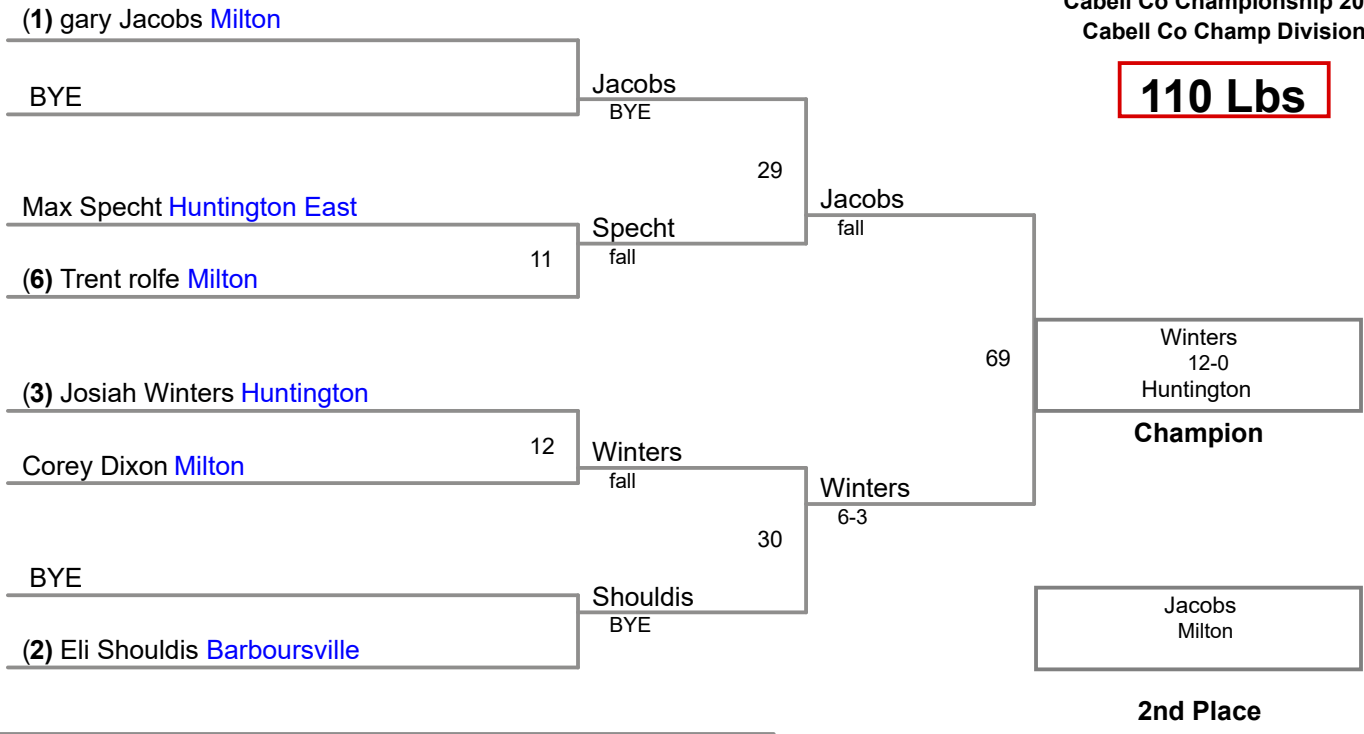 (1) gary Jacobs Milton
Cabell Co Championship 20
Cabell Co Champ Division
110 Lbs
BYE
Jacobs
BYE
29
Max Specht Huntington East
Specht
fall
11
(6) Trent rolfe Milton
Jacobs
fall
69
(3) Josiah Winters Huntington
12
Corey Dixon Milton
Winters
fall
Winters
6-3
30
BYE
Shouldis
BYE
(2) Eli Shouldis Barboursville
Winters
12-0
Huntington
Champion
Jacobs
Milton
2nd Place